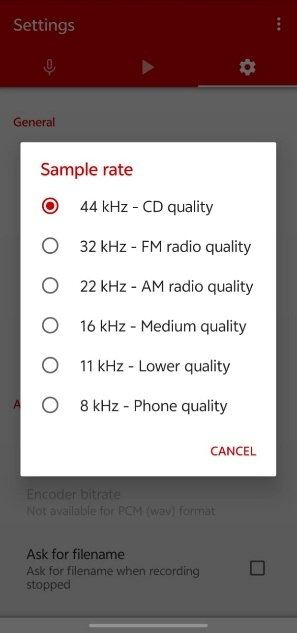 Settings
General
Sample rate
44 kHz - CD quality
32 kHz - FM radio quality
22 kHz - AM radio quality
16 kHz - Medium quality
11 kHz - Lower quality
8 kHz - Phone quality
CANCEL
Encoder bitrate
Not available for PCM (wav) format
Ask for filename
Ask for filename when recording
stopped